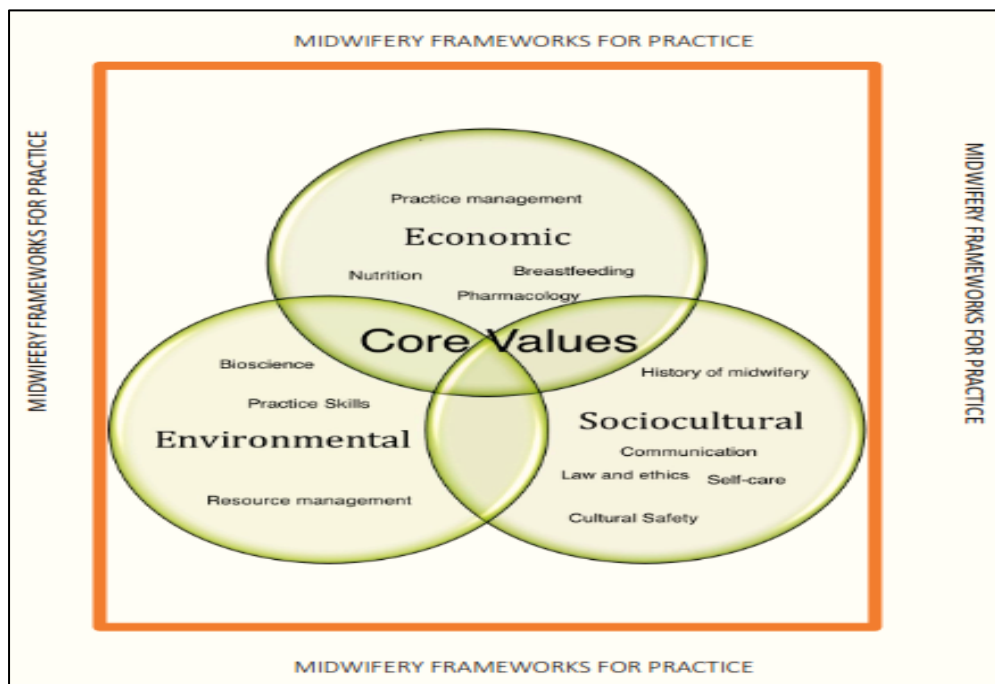 MIDWIFERY FRAMEWORKS FOR PRACTICE
MIDWIFERY FRAMEWORKS FOR PRACTICE
MIDWIFERY FRAMEWORKS FOR PRACTICE
Practice management
Economic
Nutrition
Breastfeeding
Pharmacology
Core Values
Bioscience
Practice Skills
Environmental
Resource management
History of midwifery
Sociocultural
Communication
Law and ethics
Self-care
Cultural Safety
MIDWIFERY FRAMEWORKS FOR PRACTICE